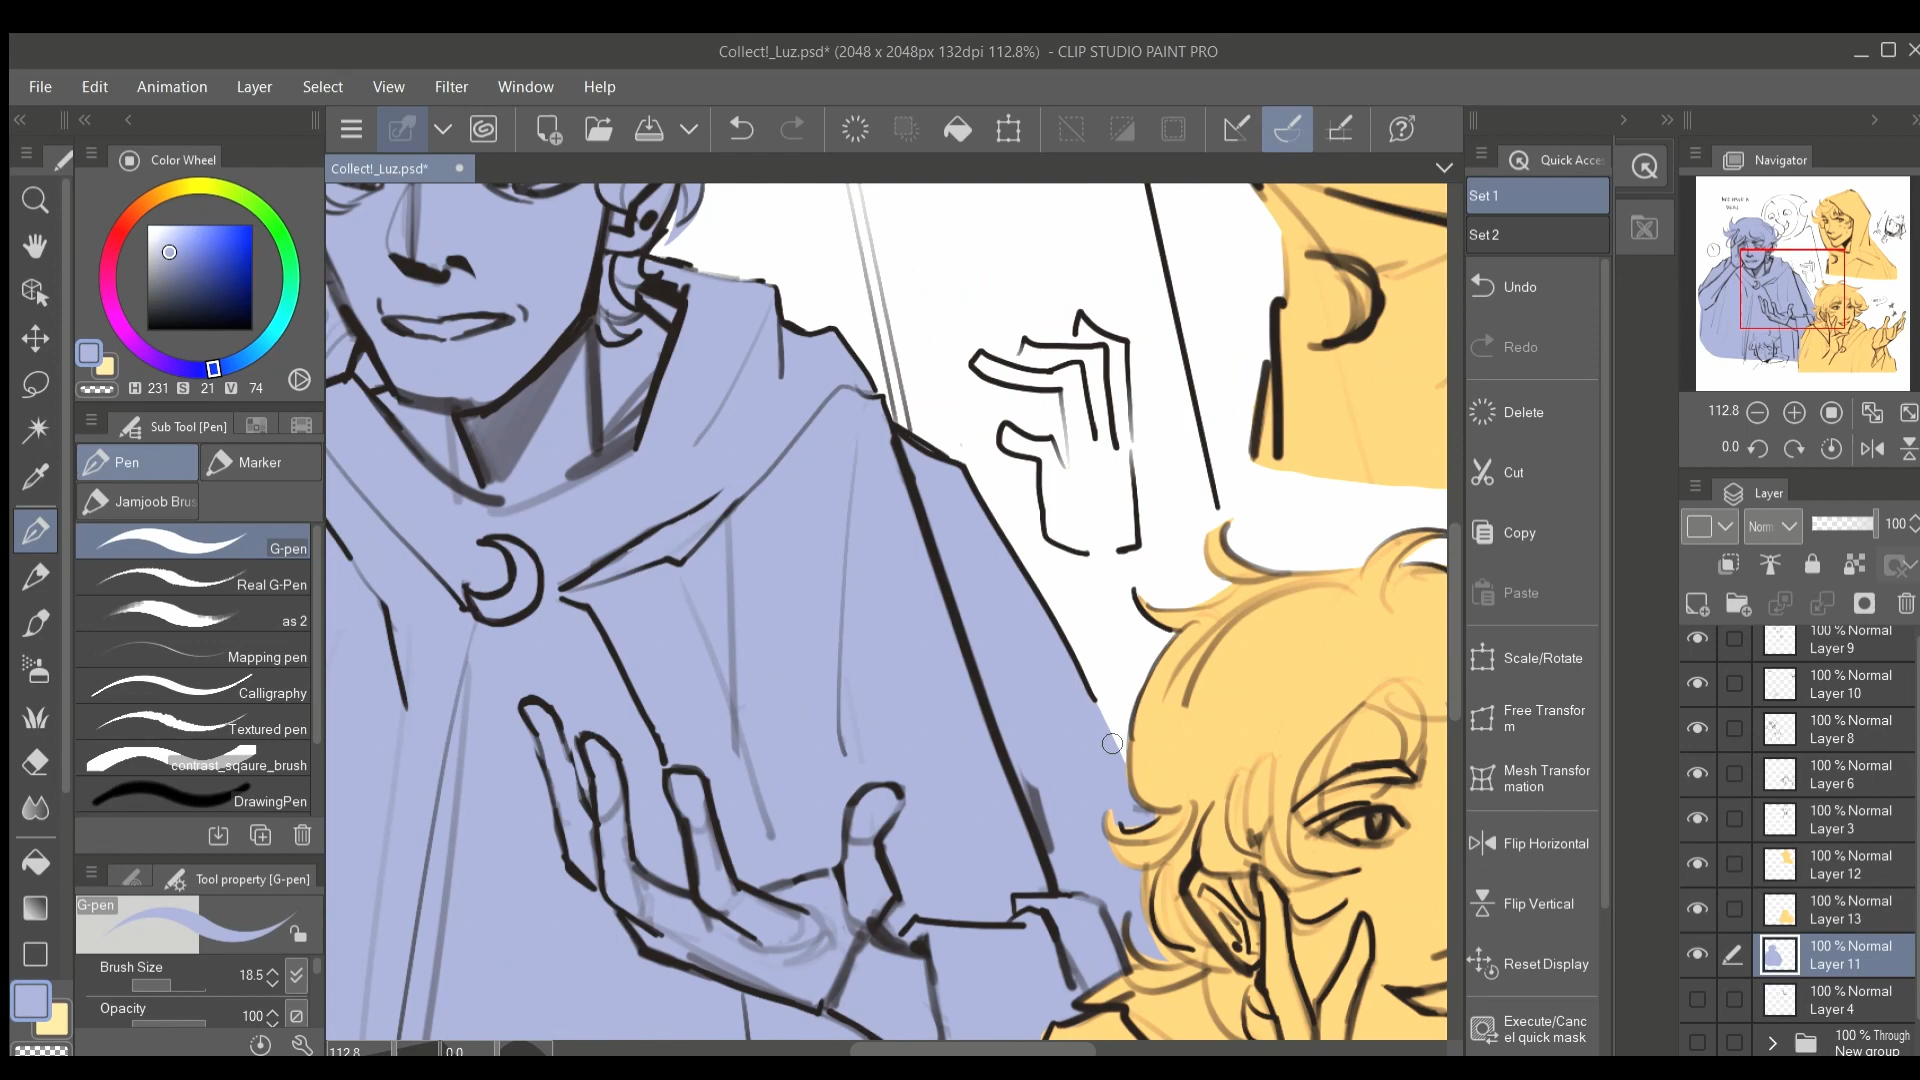 Collect!_Luz.psd* (2048 x 2048px 132dpi 112.8%) - CLIP STUDIO PAINT PRO
File Edit Animation Layer Select View Filter Window Help
Color Wheel
H 231 S 21 V 74
Sub Tool [Pen]
Pen
Marker
Jamjoob Brus
G-pen
Real G-Pen
as 2
Mapping pen
Calligraphy
Textured pen
contrast_sqaure_brush
DrawingPen
Tool property [G-pen]
G-pen
Brush Size 18.5
Opacity 100
Collect!_Luz.psd*
112.8 0.0
Quick Acce
Set 1
Set 2
Undo
Redo
Delete
Cut
Copy
Paste
Scale/Rotate
Free Transfor
m
Mesh Transfor
mation
Flip Horizontal
Flip Vertical
Reset Display
Execute/Canc
el quick mask
Navigator
112.8
0.0
Layer
Norm 100
100 % Normal
Layer 9
100 % Normal
Layer 10
100 % Normal
Layer 8
100 % Normal
Layer 6
100 % Normal
Layer 3
100 % Normal
Layer 12
100 % Normal
Layer 13
100 % Normal
Layer 11
100 % Normal
Layer 4
100 % Through
New group